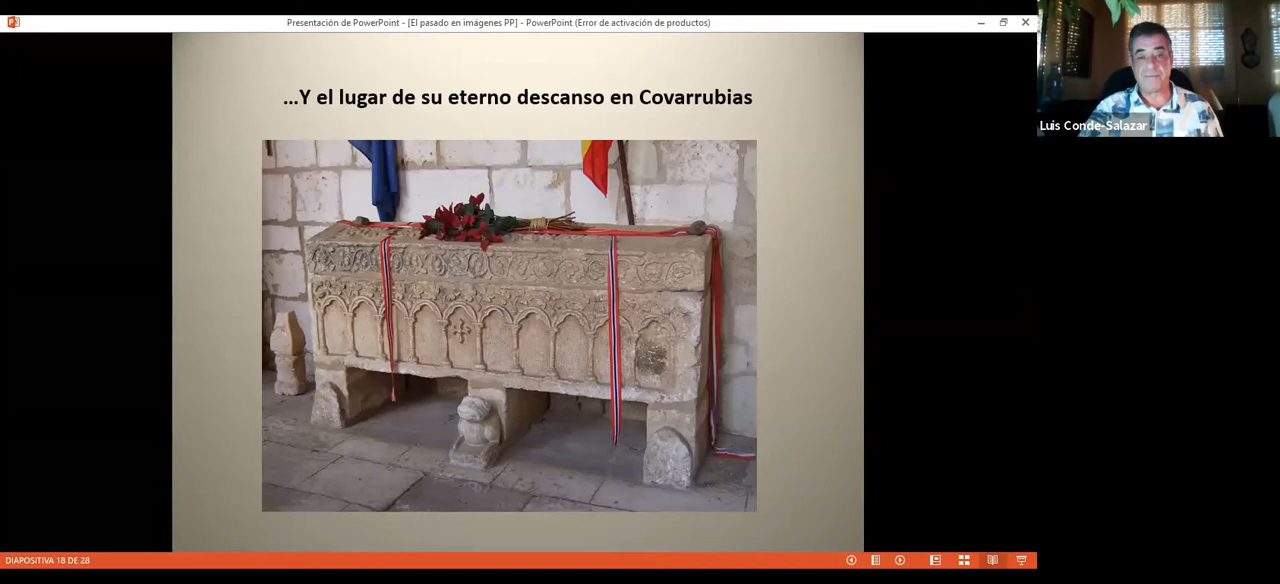 Presentación de PowerPoint - [El pasado en imágenes PP] - PowerPoint (Error de activación de productos)
...Y el lugar de su eterno descanso en Covarrubias
Luis Conde-Salazar
DIAPOSITIVA 18 DE 28